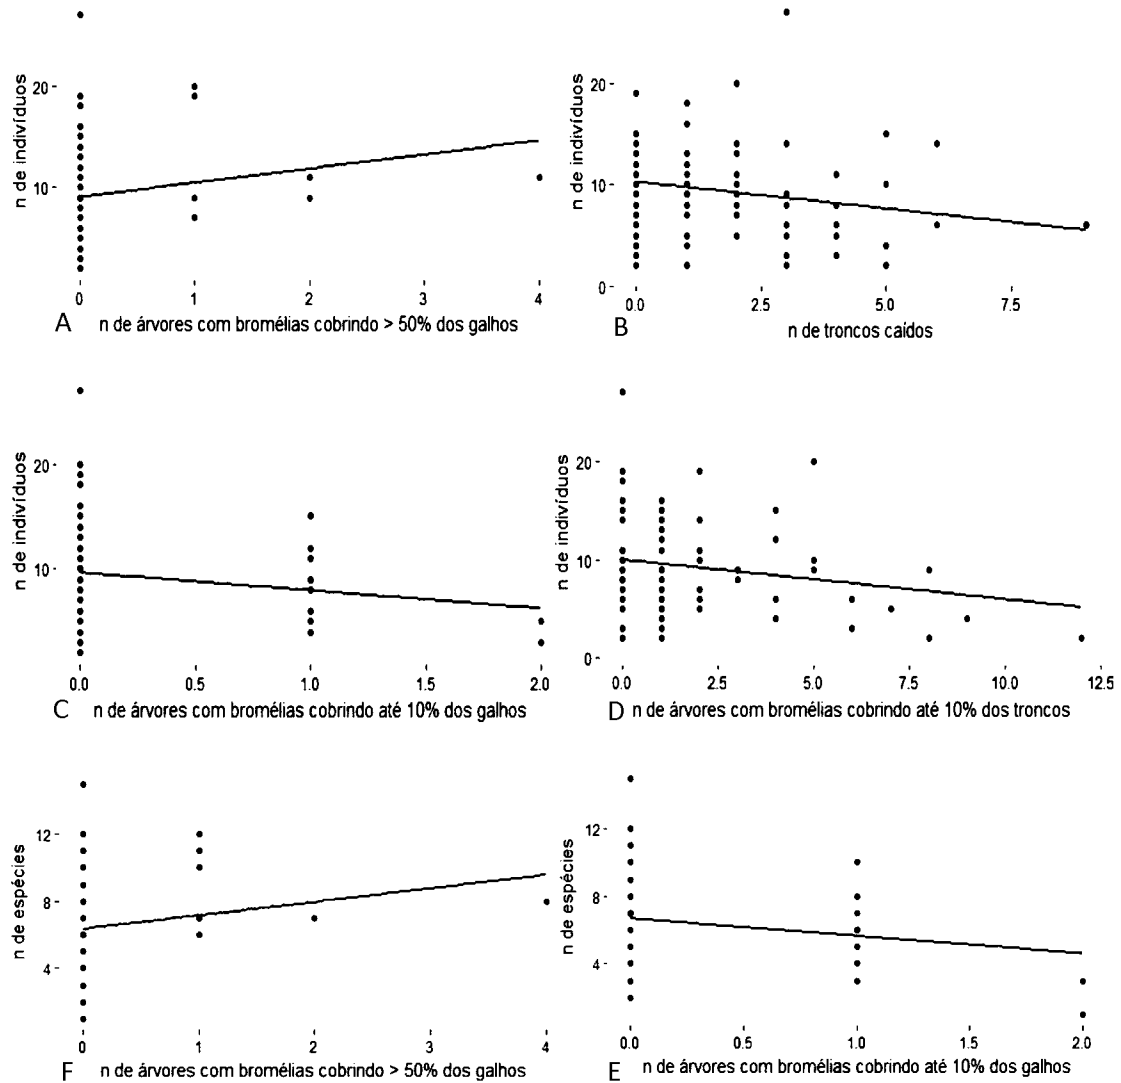 n de indivíduos
20
10
0
1
2
3
4
A
n de árvores com bromélias cobrindo > 50% dos galhos
n de indivíduos
20
10
0
0.0
2.5
5.0
7.5
B
n de troncos caídos
n de indivíduos
20
10
0.0
0.5
1.0
1.5
2.0
C
n de árvores com bromélias cobrindo até 10% dos galhos
n de indivíduos
20
10
0
0.0
2.5
5.0
7.5
10.0
12.5
D
n de árvores com bromélias cobrindo até 10% dos troncos
n de espécies
12
8
4
0
1
2
3
4
F
n de árvores com bromélias cobrindo > 50% dos galhos
n de espécies
12
8
4
0.0
0.5
1.0
1.5
2.0
E
n de árvores com bromélias cobrindo até 10% dos galhos